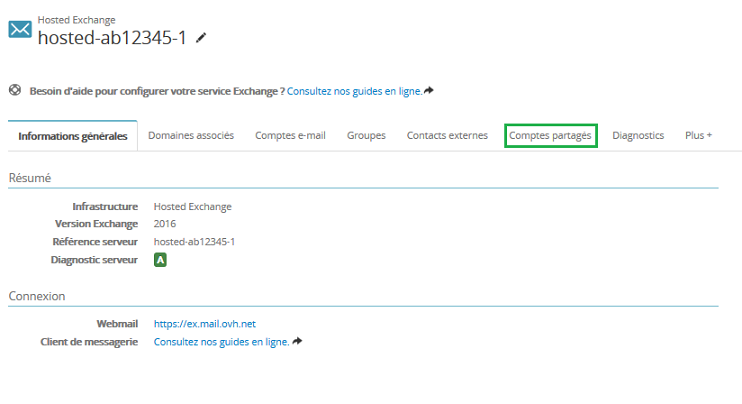 Hosted Exchange
hosted-ab12345-1
Besoin d'aide pour configurer votre service Exchange ? Consultez nos guides en ligne.
Informations générales Domaines associés Comptes e-mail Groupes Contacts externes Comptes partagés Diagnostics Plus +
Résumé
Infrastructure Hosted Exchange
Version Exchange 2016
Référence serveur hosted-ab12345-1
Diagnostic serveur A
Connexion
Webmail https://ex.mail.ovh.net
Client de messagerie Consultez nos guides en ligne.